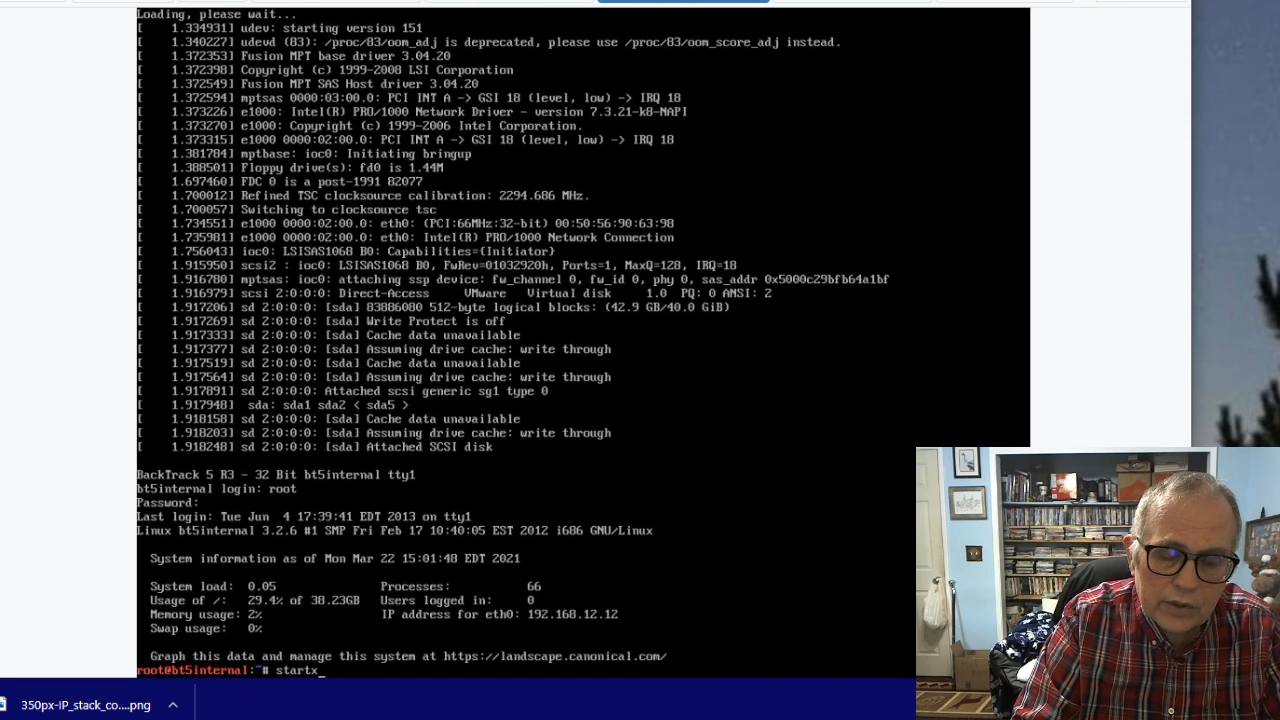 Loading, please wait...
[    1.334931] udev: starting version 151
[    1.340227] udevd (83): /proc/83/oom_adj is deprecated, please use /proc/83/oom_score_adj instead.
[    1.372353] Fusion MPT base driver 3.04.20
[    1.372398] Copyright (c) 1999-2008 LSI Corporation
[    1.372549] Fusion MPT SAS Host driver 3.04.20
[    1.372594] mptsas 0000:03:00.0: PCI INT A -> GSI 18 (level, low) -> IRQ 18
[    1.373226] e1000: Intel(R) PRO/1000 Network Driver - version 7.3.21-k8-NAPI
[    1.373270] e1000: Copyright (c) 1999-2006 Intel Corporation.
[    1.373315] e1000 0000:02:00.0: PCI INT A -> GSI 18 (level, low) -> IRQ 18
[    1.381784] mptbase: ioc0: Initiating bringup
[    1.388501] Floppy drive(s): fd0 is 1.44M
[    1.697460] FDC 0 is a post-1991 82077
[    1.700012] Refined TSC clocksource calibration: 2294.686 MHz.
[    1.700057] Switching to clocksource tsc
[    1.734551] e1000 0000:02:00.0: eth0: (PCI:66MHz:32-bit) 00:50:56:90:63:98
[    1.735981] e1000 0000:02:00.0: eth0: Intel(R) PRO/1000 Network Connection
[    1.756043] ioc0: LSISAS1068 B0: Capabilities={Initiator}
[    1.915950] scsi2 : ioc0: LSISAS1068 B0, FwRev=01032920h, Ports=1, MaxQ=128, IRQ=18
[    1.916780] mptsas: ioc0: attaching ssp device: fw_channel 0, fw_id 0, phy 0, sas_addr 0x5000c29bfb64a1bf
[    1.916979] scsi 2:0:0:0: Direct-Access     VMware   Virtual disk     1.0  PQ: 0 ANSI: 2
[    1.917206] sd 2:0:0:0: [sda] 83886080 512-byte logical blocks: (42.9 GB/40.0 GiB)
[    1.917269] sd 2:0:0:0: [sda] Write Protect is off
[    1.917333] sd 2:0:0:0: [sda] Cache data unavailable
[    1.917377] sd 2:0:0:0: [sda] Assuming drive cache: write through
[    1.917519] sd 2:0:0:0: [sda] Cache data unavailable
[    1.917564] sd 2:0:0:0: [sda] Assuming drive cache: write through
[    1.917891] sd 2:0:0:0: Attached scsi generic sg1 type 0
[    1.917948]  sda: sda1 sda2 < sda5 >
[    1.918158] sd 2:0:0:0: [sda] Cache data unavailable
[    1.918203] sd 2:0:0:0: [sda] Assuming drive cache: write through
[    1.918248] sd 2:0:0:0: [sda] Attached SCSI disk
BackTrack 5 R3 - 32 Bit bt5internal tty1
bt5internal login: root
Password:
Last login: Tue Jun  4 17:39:41 EDT 2013 on tty1
Linux bt5internal 3.2.6 #1 SMP Fri Feb 17 10:40:05 EST 2012 i686 GNU/Linux
System information as of Mon Mar 22 15:01:48 EDT 2021
System load:  0.05               Processes:           66
Usage of /:   29.4% of 38.23GB   Users logged in:     0
Memory usage: 2%                 IP address for eth0: 192.168.12.12
Swap usage:   0%
Graph this data and manage this system at https://landscape.canonical.com/
root@bt5internal:~# startx_
350px-IP_stack_co....png